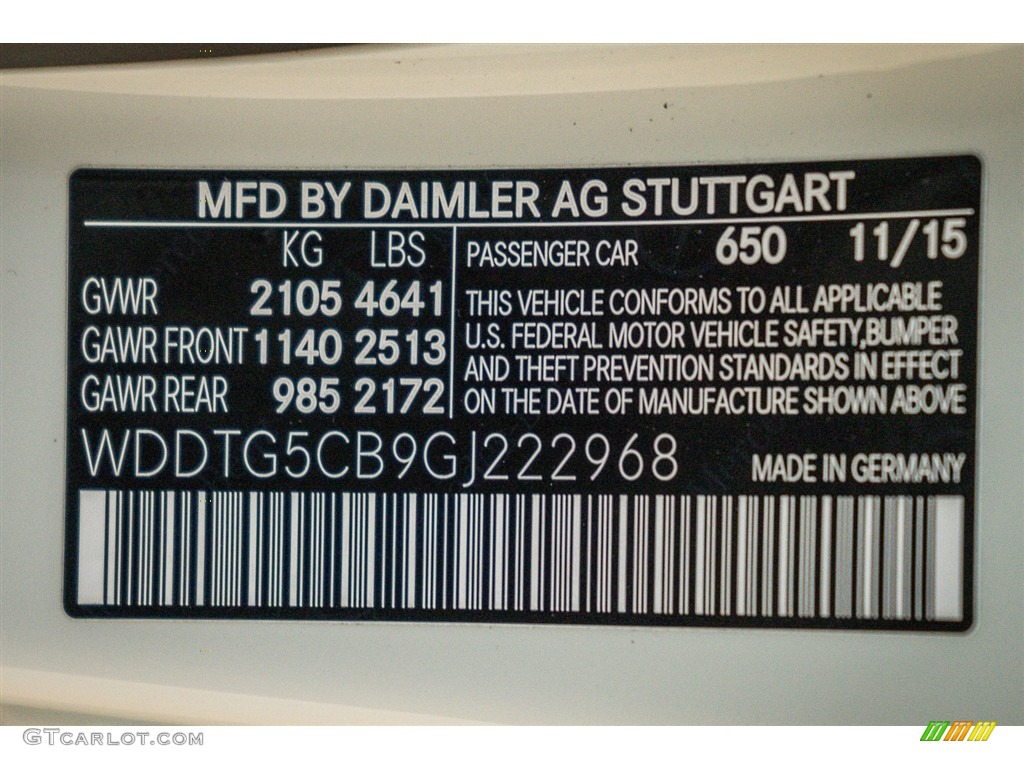 MFD BY DAIMLER AG STUTTGART
KG LBS
GVWR 2105 4641
GAWR FRONT 1140 2513
GAWR REAR 985 2172
PASSENGER CAR 650 11/15
THIS VEHICLE CONFORMS TO ALL APPLICABLE
U.S. FEDERAL MOTOR VEHICLE SAFETY,BUMPER
AND THEFT PREVENTION STANDARDS IN EFFECT
ON THE DATE OF MANUFACTURE SHOWN ABOVE
WDDTG5CB9GJ222968 MADE IN GERMANY
GTCARLOT.COM